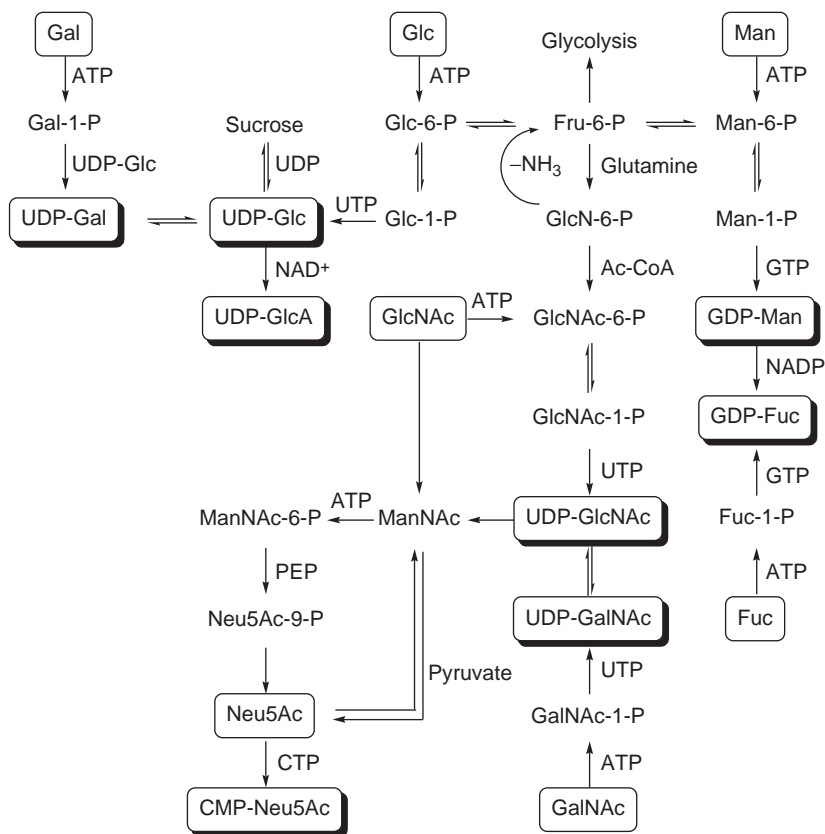 Gal
Glc
Glycolysis
Man
ATP
ATP
ATP
Gal-1-P
Sucrose
Glc-6-P
Fru-6-P
Man-6-P
UDP-Glc
UDP
–NH3
Glutamine
UDP-Gal
UDP-Glc
UTP
Glc-1-P
GlcN-6-P
Man-1-P
NAD+
Ac-CoA
GTP
UDP-GlcA
GlcNAc
ATP
GlcNAc-6-P
GDP-Man
NADP
GlcNAc-1-P
GDP-Fuc
UTP
GTP
ManNAc-6-P
ATP
ManNAc
UDP-GlcNAc
Fuc-1-P
PEP
ATP
Neu5Ac-9-P
UDP-GalNAc
Fuc
Pyruvate
UTP
Neu5Ac
GalNAc-1-P
CTP
ATP
CMP-Neu5Ac
GalNAc